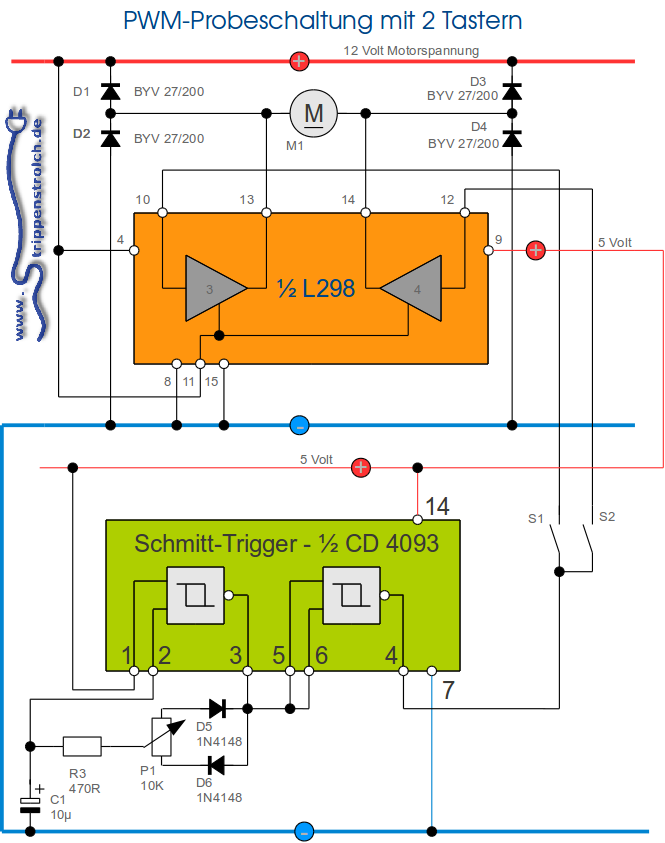 PWM-Probeschaltung mit 2 Tastern
12 Volt Motorspannung
+
D1
BYV 27/200
D3
BYV 27/200
M
M1
D2
BYV 27/200
D4
BYV 27/200
www.-trippenstrolch.de
10
13
14
12
4
9
+
5 Volt
3
½ L298
4
8
11
15
-
5 Volt
+
14
S1
S2
Schmitt-Trigger - ½ CD 4093
1
2
3
5
6
4
7
D5
1N4148
R3
470R
P1
10K
D6
1N4148
+
C1
10µ
-